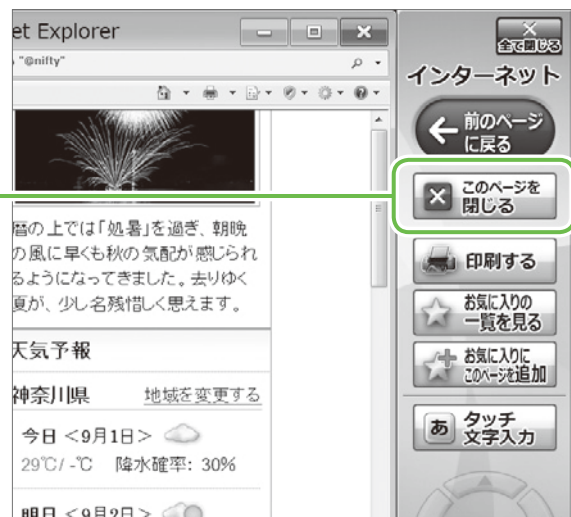 et Explorer
"@nifty"
暦の上では「処暑」を過ぎ、朝晩
の風に早くも秋の気配が感じられ
るようになってきました。去りゆく
夏が、少し名残惜しく思えます。
天気予報
神奈川県 地域を変更する
今日 <9月1日>
29℃/ -℃ 降水確率: 30%
明日 <9月2日>
全て閉じる
インターネット
前のページ
に戻る
このページを
閉じる
印刷する
お気に入りの
一覧を見る
お気に入りに
このページを追加
あ タッチ
文字入力